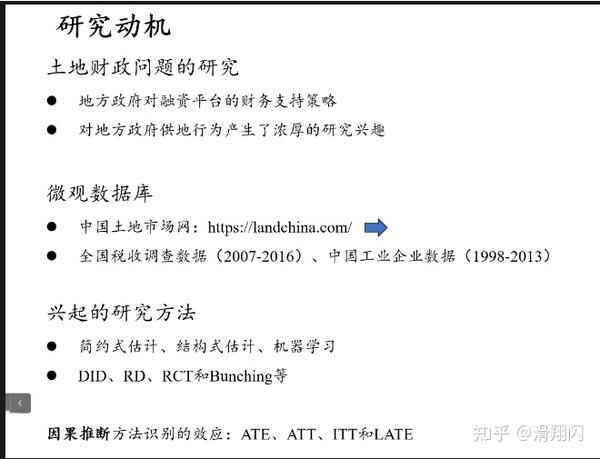 研究动机
土地财政问题的研究
● 地方政府对融资平台的财务支持策略
● 对地方政府供地行为产生了浓厚的研究兴趣
微观数据库
● 中国土地市场网：https://landchina.com/
● 全国税收调查数据（2007-2016）、中国工业企业数据（1998-2013）
兴起的研究方法
● 简约式估计、结构式估计、机器学习
● DID、RD、RCT和Bunching等
因果推断方法识别的效应：ATE、ATT、ITT和LATE
知乎 @滑翔闪